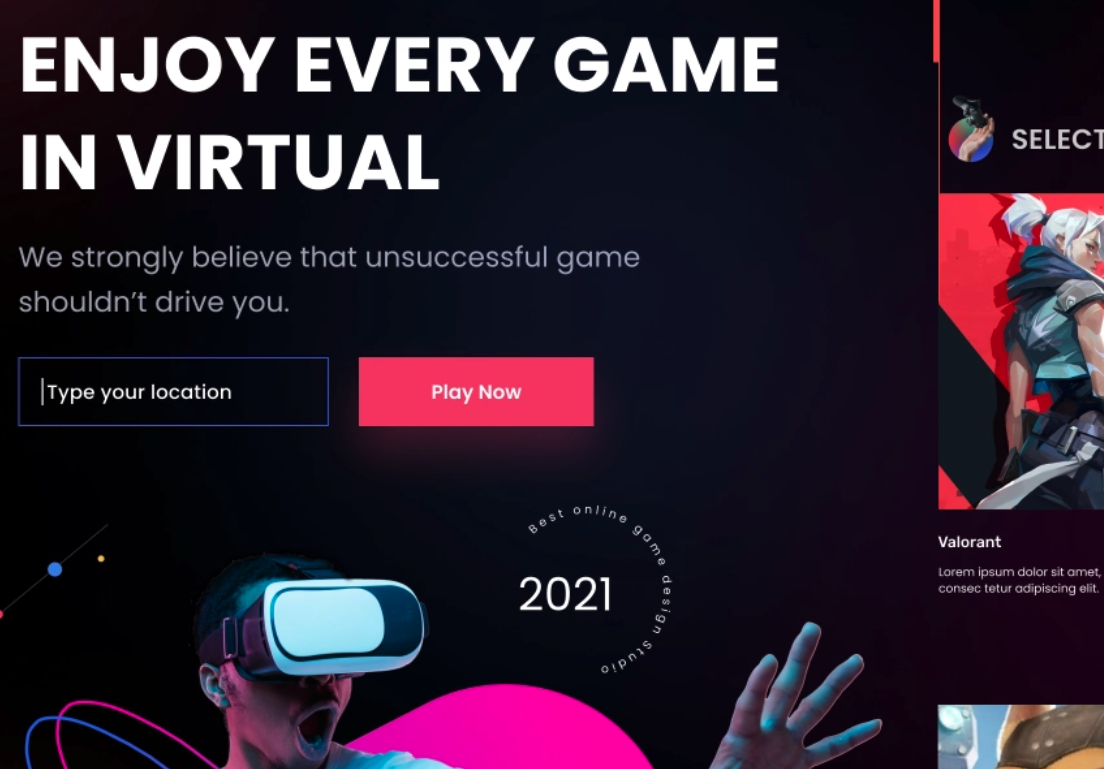 ENJOY EVERY GAME
IN VIRTUAL
We strongly believe that unsuccessful game
shouldn’t drive you.
Type your location
Play Now
Best online game design Studio
2021
SELECT
Valorant
Lorem ipsum dolor sit amet,
consec tetur adipiscing elit.